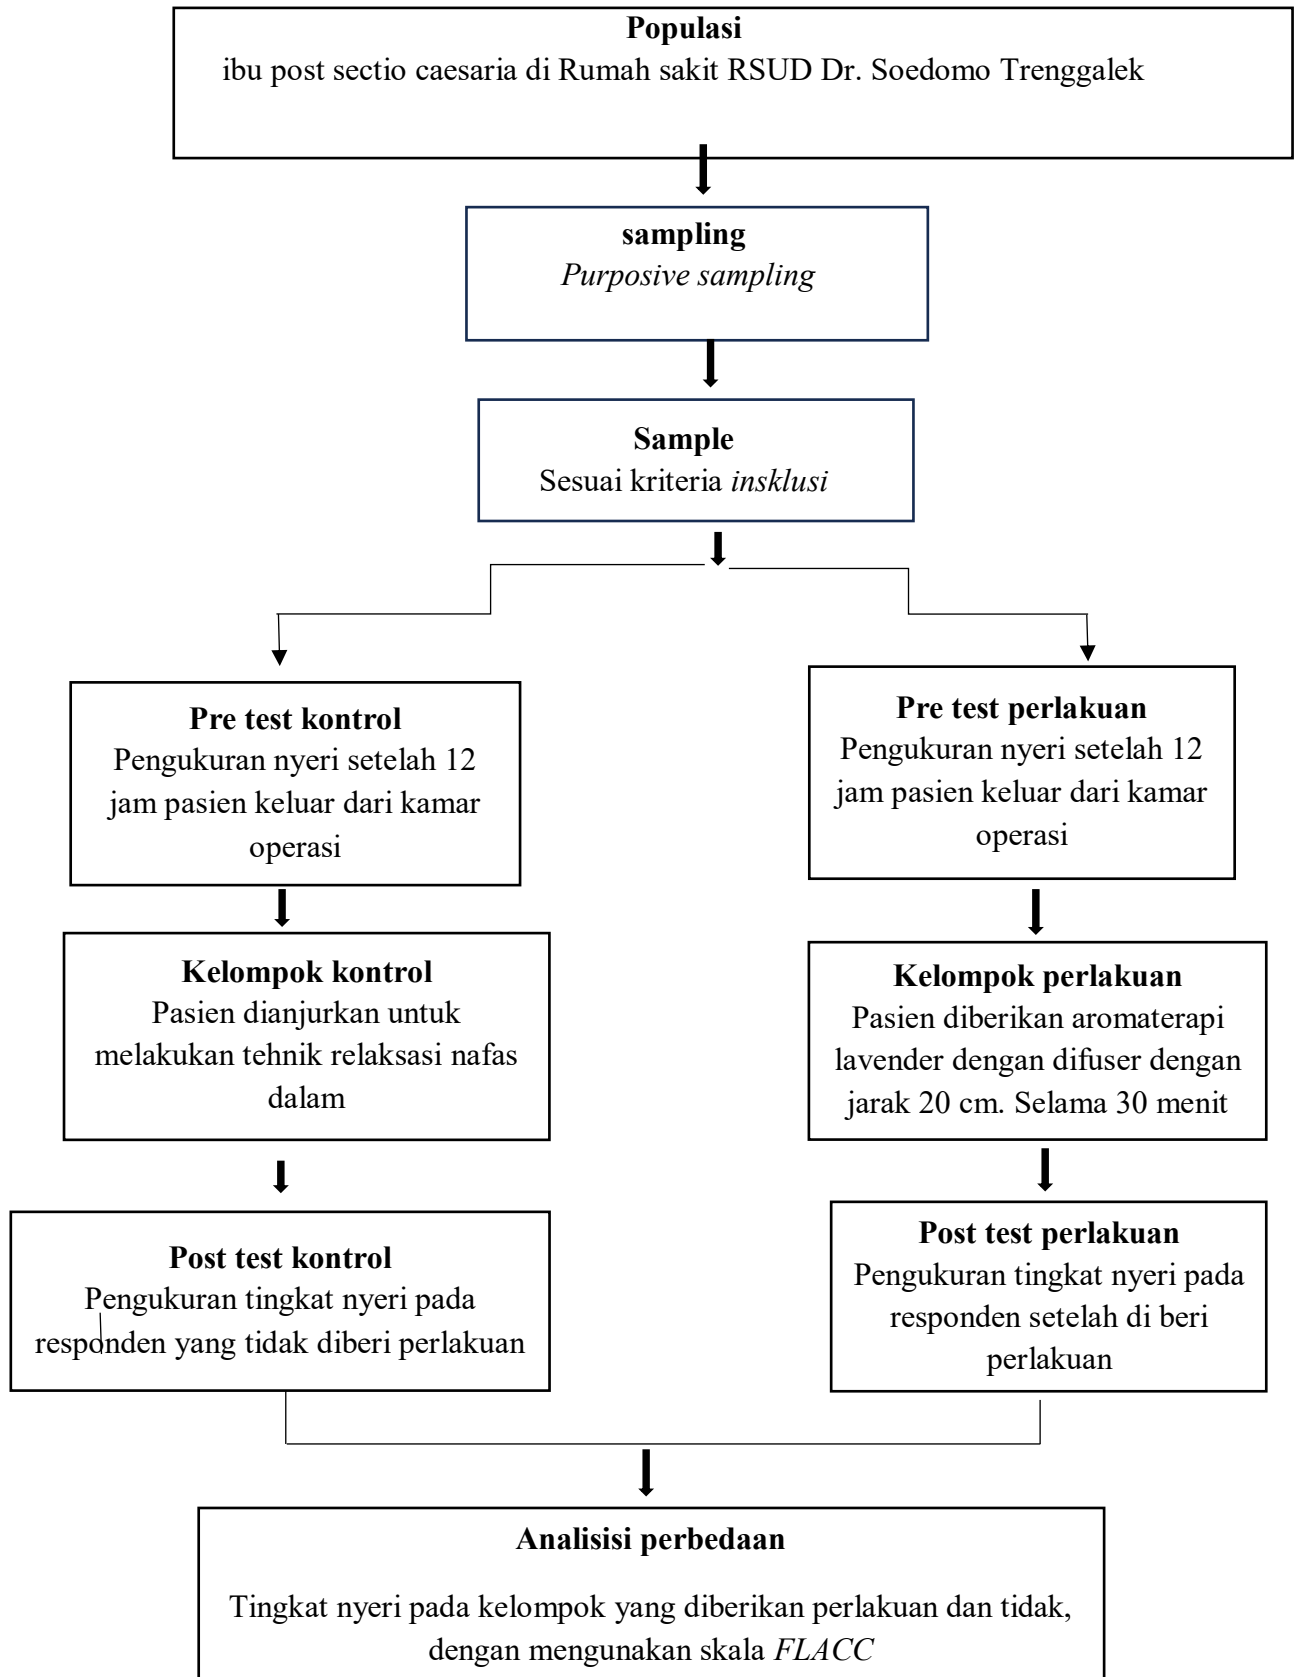 Populasi
ibu post sectio caesaria di Rumah sakit RSUD Dr. Soedomo Trenggalek
sampling
Purposive sampling
Sample
Sesuai kriteria insklusi
Pre test kontrol
Pengukuran nyeri setelah 12
jam pasien keluar dari kamar
operasi
Pre test perlakuan
Pengukuran nyeri setelah 12
jam pasien keluar dari kamar
operasi
Kelompok kontrol
Pasien dianjurkan untuk
melakukan tehnik relaksasi nafas
dalam
Kelompok perlakuan
Pasien diberikan aromaterapi
lavender dengan difuser dengan
jarak 20 cm. Selama 30 menit
Post test kontrol
Pengukuran tingkat nyeri pada
responden yang tidak diberi perlakuan
Post test perlakuan
Pengukuran tingkat nyeri pada
responden setelah di beri
perlakuan
Analisisi perbedaan
Tingkat nyeri pada kelompok yang diberikan perlakuan dan tidak,
dengan mengunakan skala FLACC